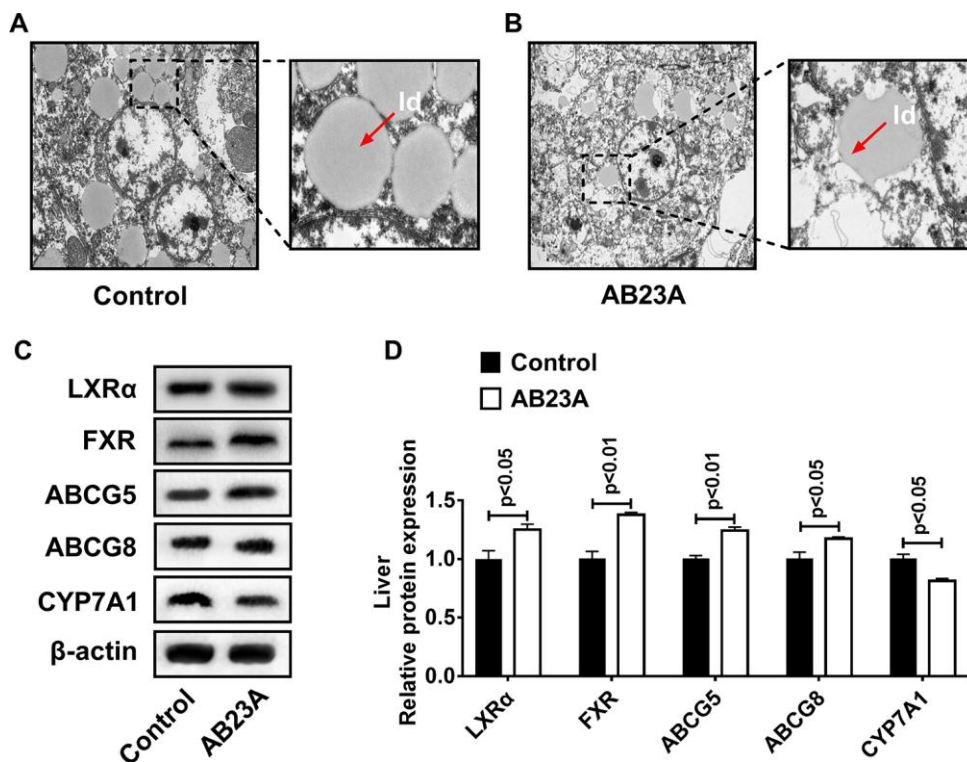 A
B
ld
ld
Control
AB23A
C
LXRα
FXR
ABCG5
ABCG8
CYP7A1
β-actin
Control
AB23A
D
Control
AB23A
Liver
Relative protein expression
1.5
1.0
0.5
0.0
p<0.05
p<0.01
p<0.01
p<0.05
p<0.05
LXRα
FXR
ABCG5
ABCG8
CYP7A1